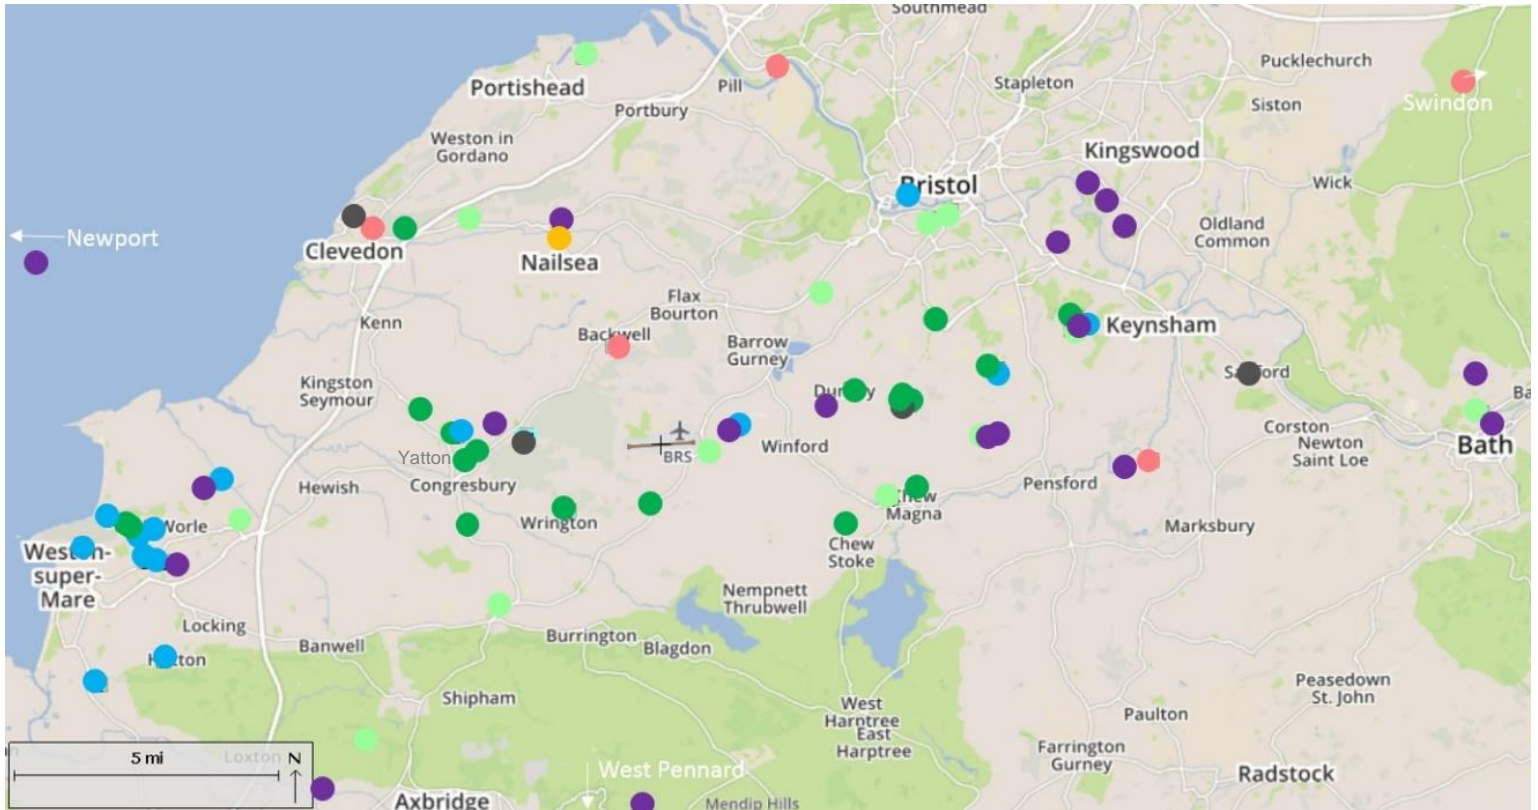 Southmead
Pucklechurch
Portishead
Pill
Stapleton
Siston
Swindon
Portbury
Weston in
Gordano
Kingswood
Bristol
Wick
Newport
Clevedon
Nailsea
Oldland
Common
Flax
Bourton
Kenn
Backwell
Barrow
Gurney
Keynsham
Kingston
Seymour
Yatton
BRS
Winford
Corston
Newton
Saint Loe
Bath
Hewish
Congresbury
Pensford
Worle
Wrington
Chew
Magna
Marksbury
Weston-
super-
Mare
Chew
Stoke
Nempnett
Thrubwell
Locking
Banwell
Burrington
Blagdon
Shipham
West
Harptree
East
Harptree
Peasedown
St. John
Paulton
5 mi
Loxton
N
Farrington
Gurney
West Pennard
Radstock
Axbridge
Mendip Hills